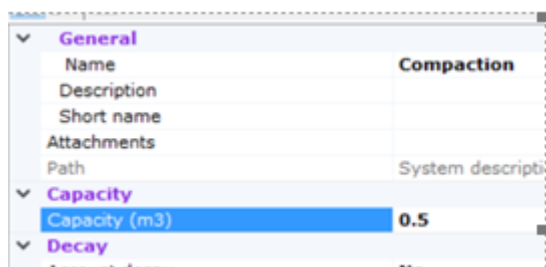 General
Name Compaction
Description
Short name
Attachments
Path System descripti
Capacity
Capacity (m3) 0.5
Decay